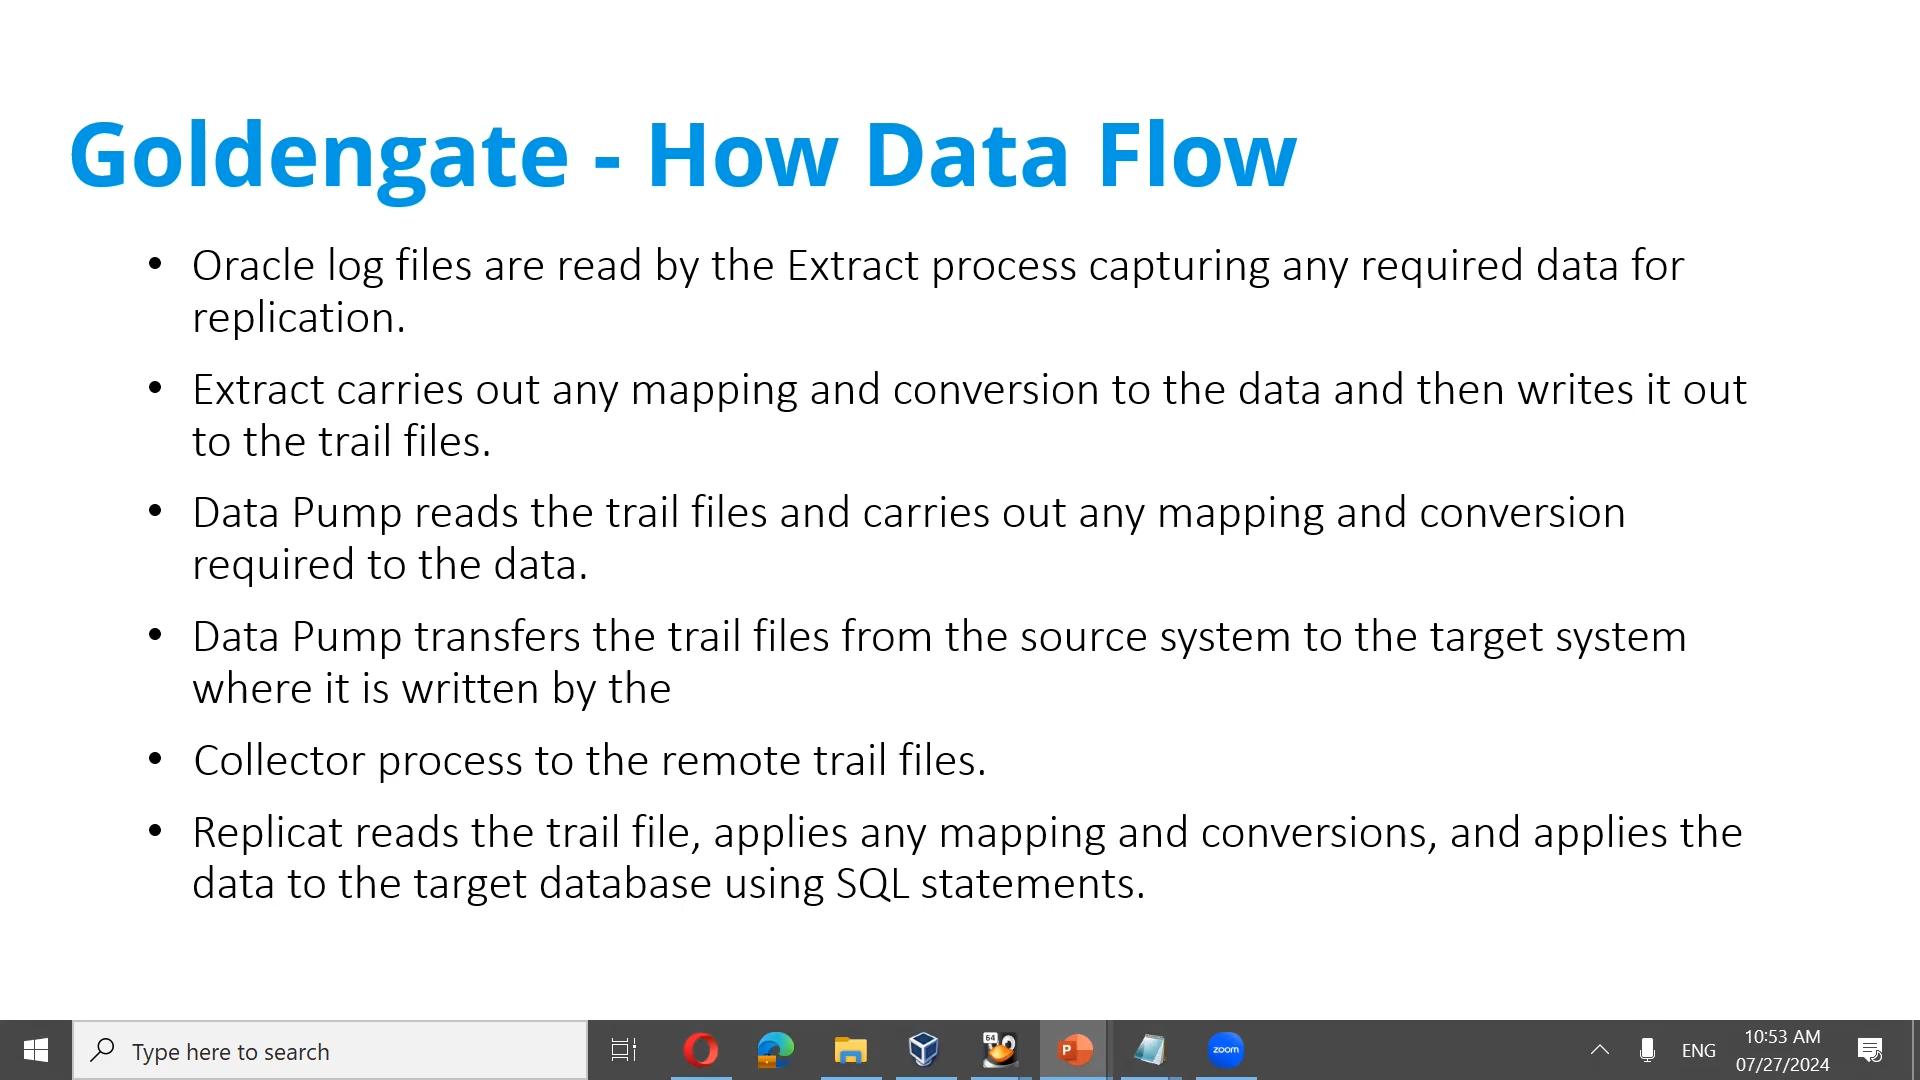 Goldengate - How Data Flow
• Oracle log files are read by the Extract process capturing any required data for
replication.
• Extract carries out any mapping and conversion to the data and then writes it out
to the trail files.
• Data Pump reads the trail files and carries out any mapping and conversion
required to the data.
• Data Pump transfers the trail files from the source system to the target system
where it is written by the
• Collector process to the remote trail files.
• Replicat reads the trail file, applies any mapping and conversions, and applies the
data to the target database using SQL statements.
Type here to search
64
P
zoom
ENG
10:53 AM
07/27/2024